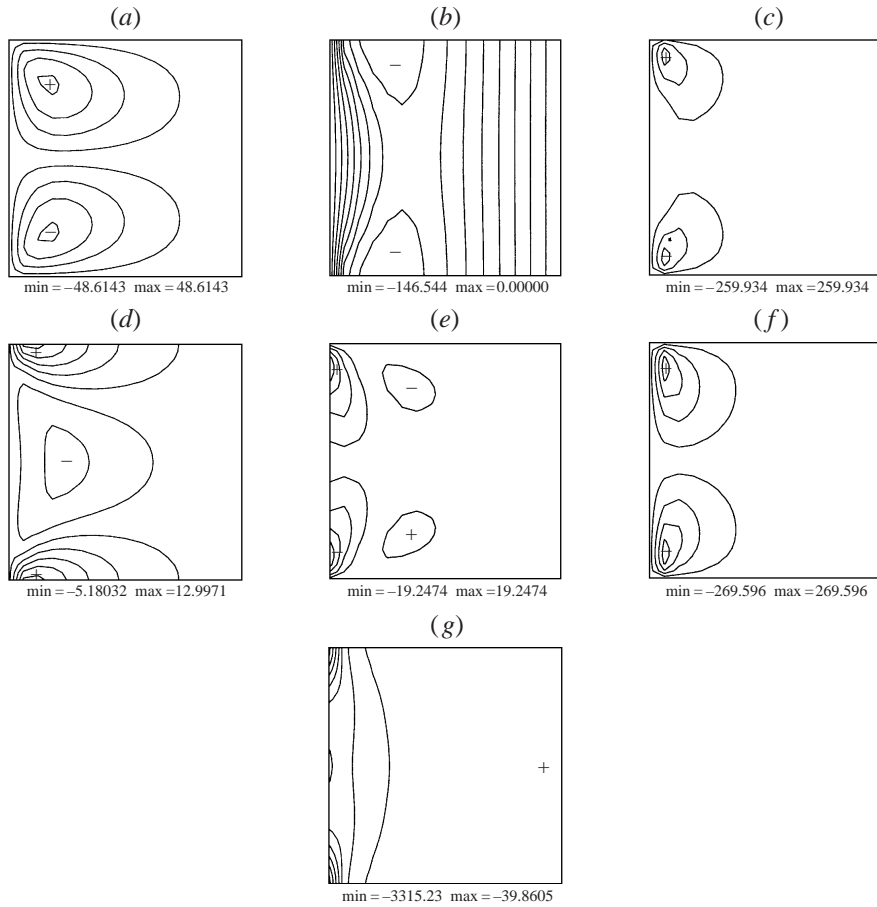 (a) (b) (c)
min = –48.6143 max = 48.6143 min = –146.544 max = 0.00000 min = –259.934 max = 259.934
(d) (e) (f)
min = –5.18032 max = 12.9971 min = –19.2474 max = 19.2474 min = –269.596 max = 269.596
(g)
min = –3315.23 max = –39.8605